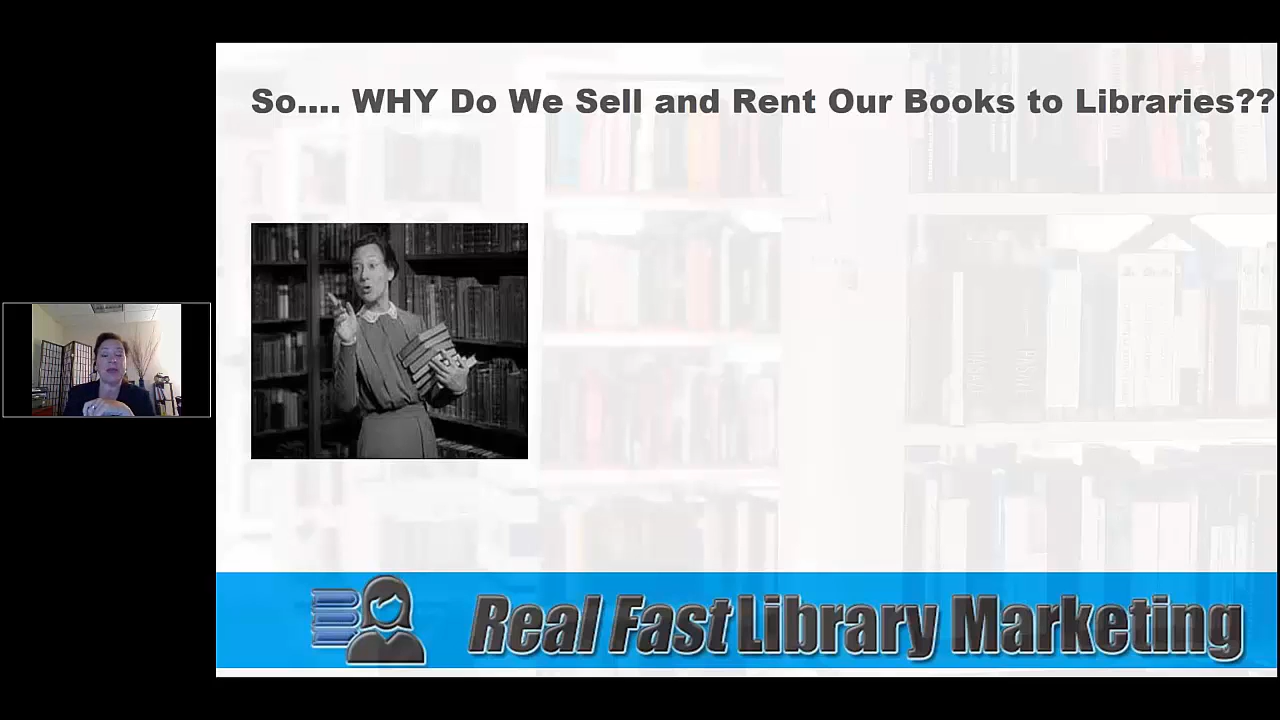 So.... WHY Do We Sell and Rent Our Books to Libraries??
Real Fast Library Marketing